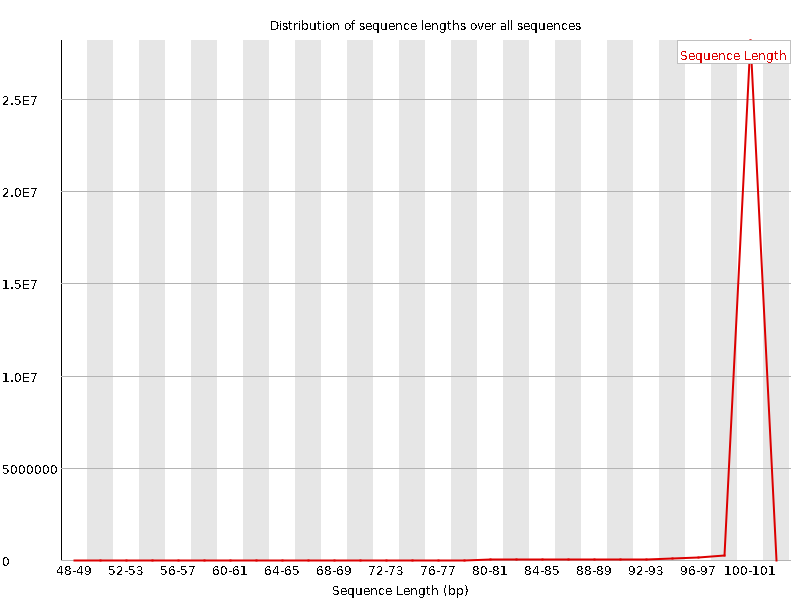 Distribution of sequence lengths over all sequences
Sequence Length
2.5E7
2.0E7
1.5E7
1.0E7
5000000
0
48-49 52-53 56-57 60-61 64-65 68-69 72-73 76-77 80-81 84-85 88-89 92-93 96-97 100-101
Sequence Length (bp)